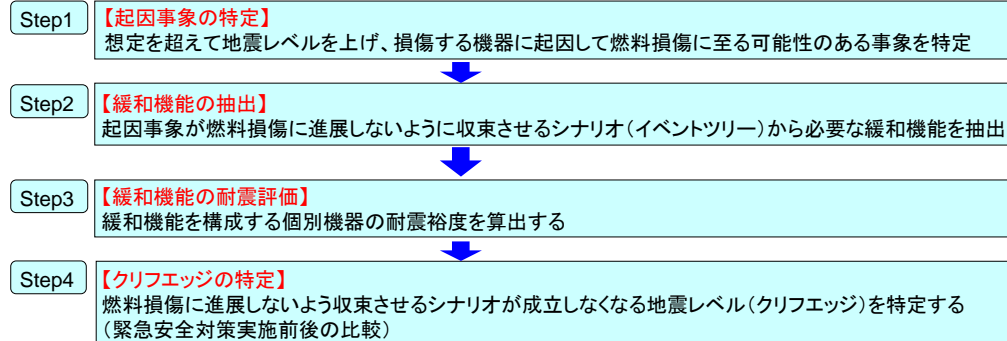 Step1
【起因事象の特定】
想定を超えて地震レベルを上げ、損傷する機器に起因して燃料損傷に至る可能性のある事象を特定
Step2
【緩和機能の抽出】
起因事象が燃料損傷に進展しないように収束させるシナリオ(イベントツリー)から必要な緩和機能を抽出
Step3
【緩和機能の耐震評価】
緩和機能を構成する個別機器の耐震裕度を算出する
Step4
【クリフエッジの特定】
燃料損傷に進展しないよう収束させるシナリオが成立しなくなる地震レベル(クリフエッジ)を特定する
(緊急安全対策実施前後の比較)